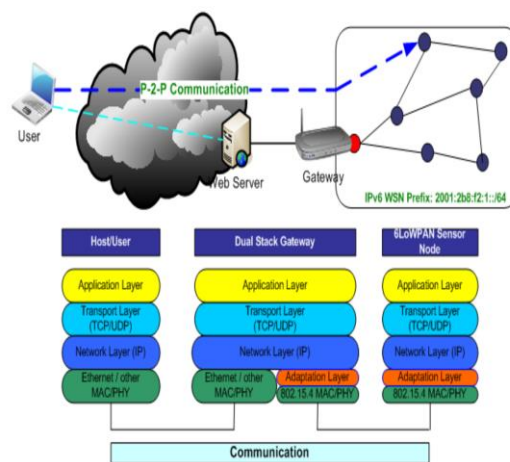 P-2-P Communication
User
Web Server
Gateway
IPv6 WSN Prefix: 2001:2b8:f2:1::/64
Host/User
Dual Stack Gateway
6LoWPAN Sensor
Node
Application Layer
Application Layer
Application Layer
Transport Layer
(TCP/UDP)
Transport Layer
(TCP/UDP)
Transport Layer
(TCP/UDP)
Network Layer (IP)
Network Layer (IP)
Network Layer (IP)
Ethernet / other
MAC/PHY
Ethernet / other
MAC/PHY
Adaptation Layer
802.15.4 MAC/PHY
Adaptation Layer
802.15.4 MAC/PHY
Communication